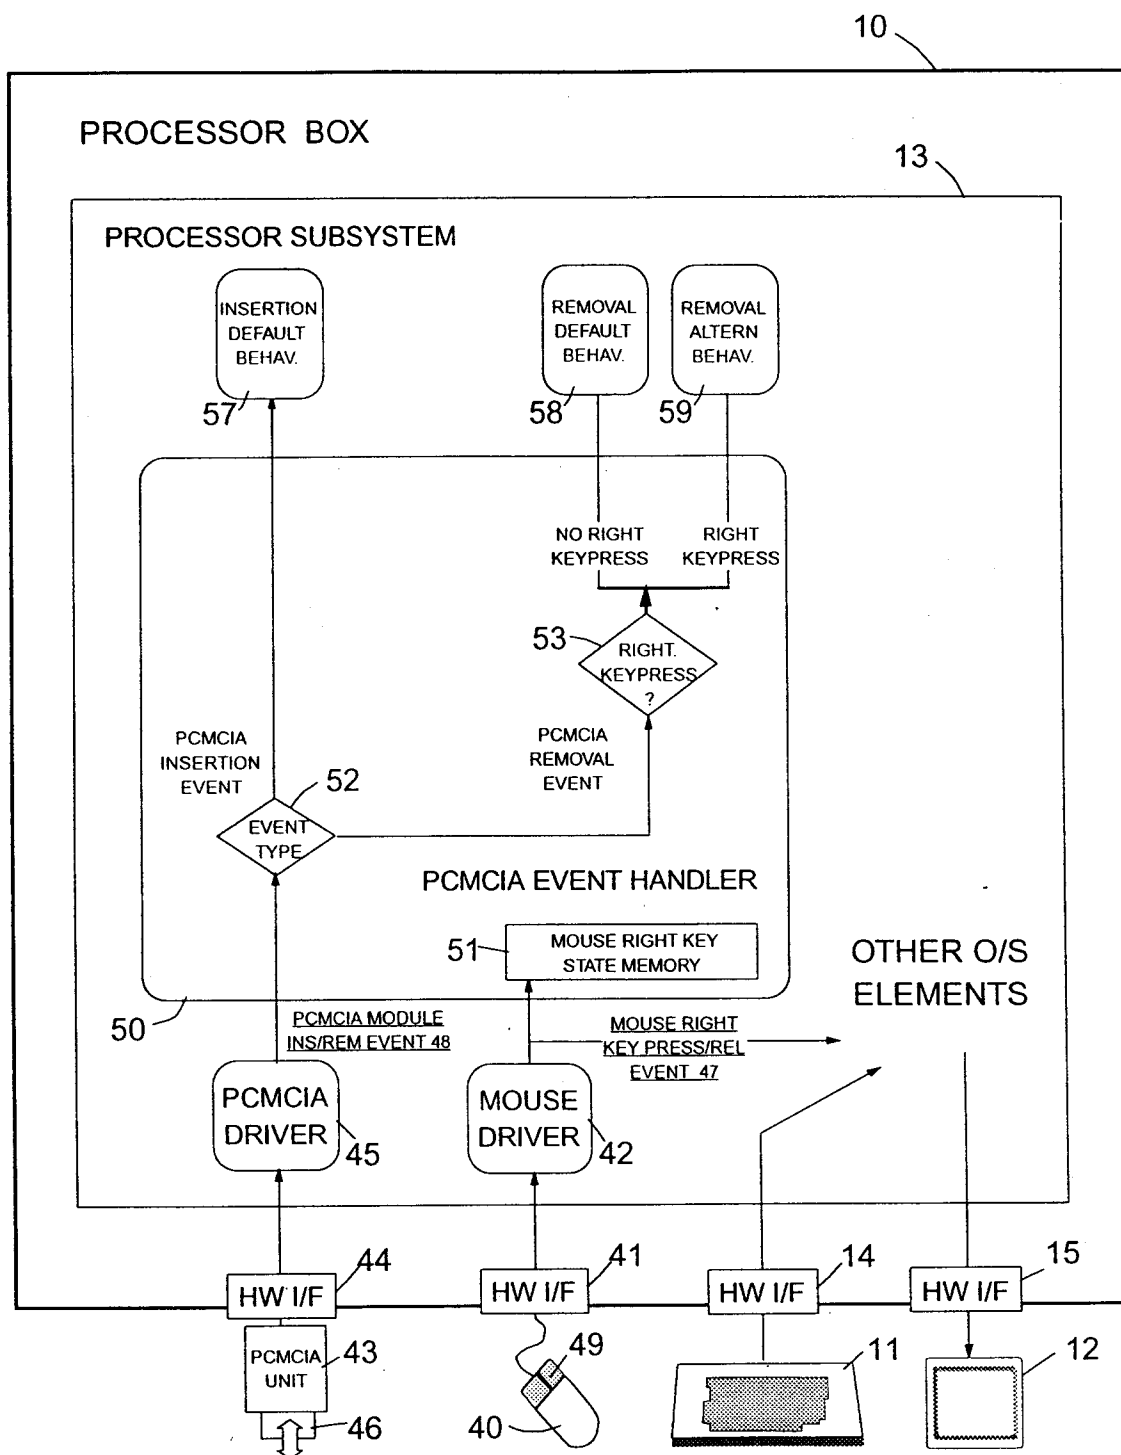 10
PROCESSOR BOX
13
PROCESSOR SUBSYSTEM
INSERTION
DEFAULT
BEHAV.
57
REMOVAL
DEFAULT
BEHAV.
58
REMOVAL
ALTERN
BEHAV.
59
NO RIGHT
KEYPRESS
RIGHT
KEYPRESS
53
RIGHT.
KEYPRESS
?
PCMCIA
INSERTION
EVENT
PCMCIA
REMOVAL
EVENT
52
EVENT
TYPE
PCMCIA EVENT HANDLER
51
MOUSE RIGHT KEY
STATE MEMORY
OTHER O/S
ELEMENTS
50
PCMCIA MODULE
INS/REM EVENT 48
MOUSE RIGHT
KEY PRESS/REL
EVENT 47
PCMCIA
DRIVER
45
MOUSE
DRIVER
42
44
HW I/F
41
HW I/F
14
HW I/F
15
HW I/F
PCMCIA
UNIT
43
46
49
40
11
12